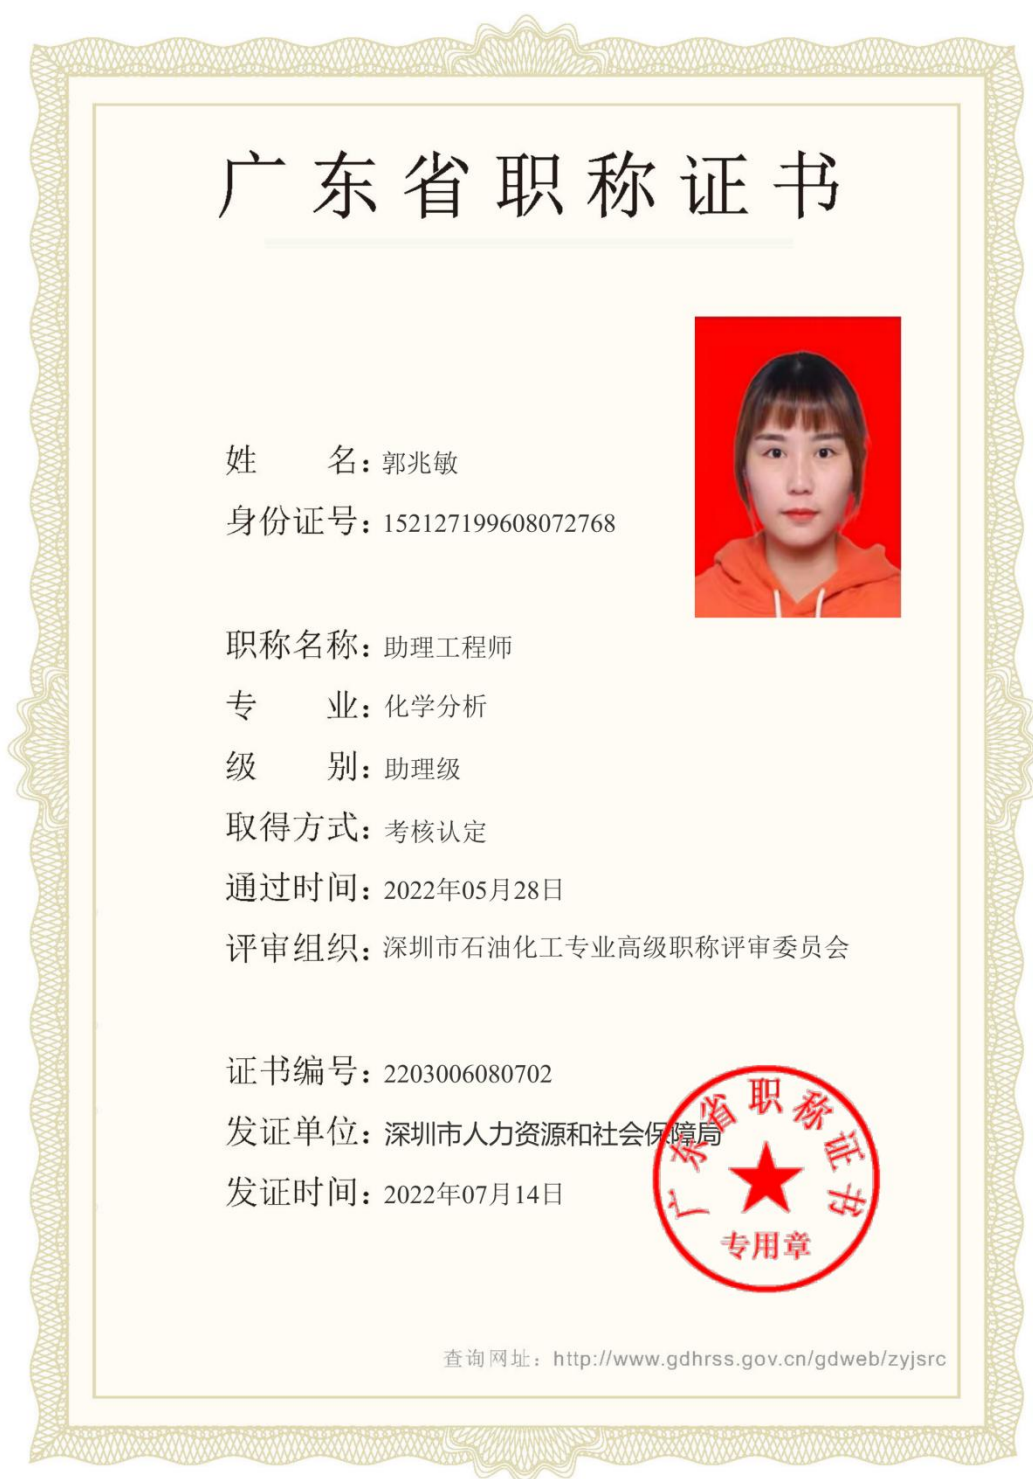 广东省职称证书
姓名：郭兆敏
身份证号：152127199608072768
职称名称：助理工程师
专业：化学分析
级别：助理级
取得方式：考核认定
通过时间：2022年05月28日
评审组织：深圳市石油化工专业高级职称评审委员会
证书编号：2203006080702
发证单位：深圳市人力资源和社会保障局
发证时间：2022年07月14日
广东省职称证书
专用章
查询网址：http://www.gdhrss.gov.cn/gdweb/zyjsrc